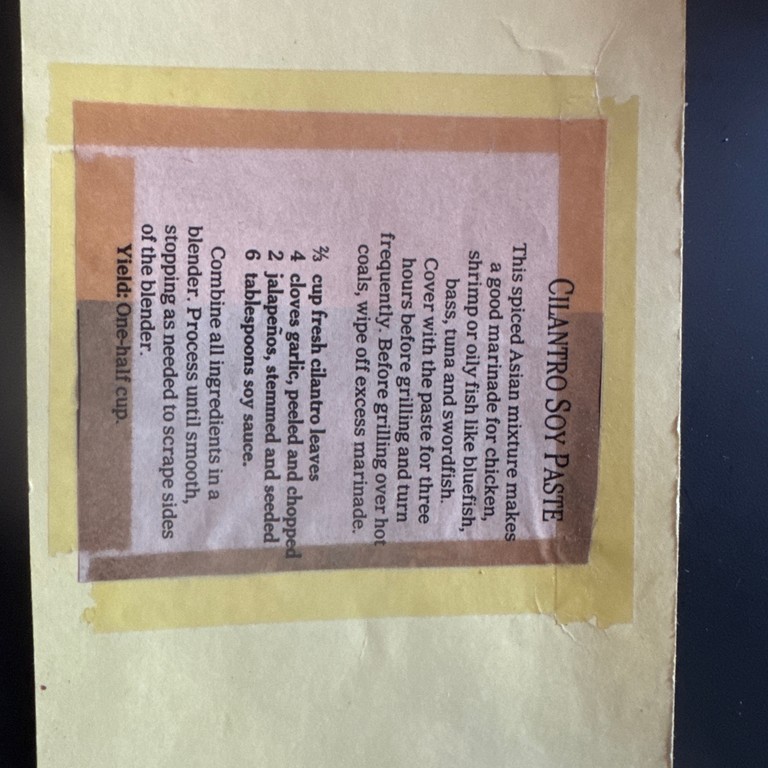 CILANTRO SOY PASTE
This spiced Asian mixture makes
a good marinade for chicken,
shrimp or oily fish like bluefish,
bass, tuna and swordfish.
Cover with the paste for three
hours before grilling and turn
frequently. Before grilling over hot
coals, wipe off excess marinade.
⅔ cup fresh cilantro leaves
4 cloves garlic, peeled and chopped
2 jalapeños, stemmed and seeded
6 tablespoons soy sauce.
Combine all ingredients in a
blender. Process until smooth,
stopping as needed to scrape sides
of the blender.
Yield: One-half cup.